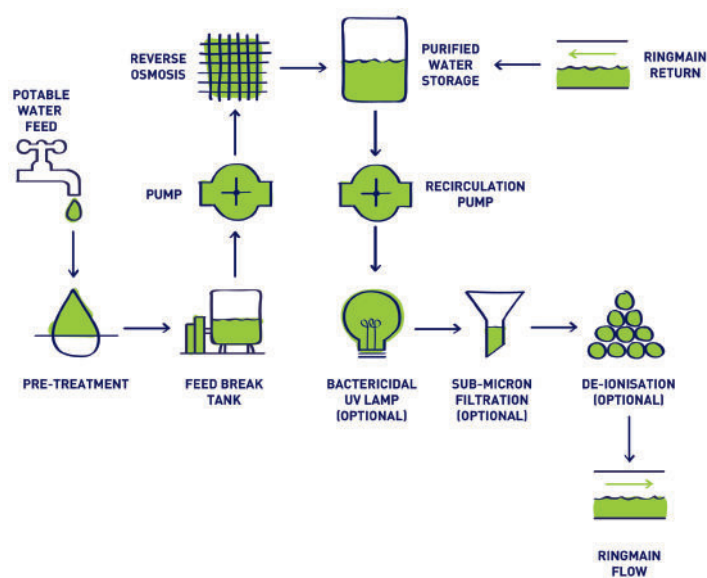 POTABLE
WATER
FEED
PRE-TREATMENT
FEED BREAK
TANK
PUMP
REVERSE
OSMOSIS
PURIFIED
WATER
STORAGE
RINGMAIN
RETURN
RECIRCULATION
PUMP
BACTERICIDAL
UV LAMP
(OPTIONAL)
SUB-MICRON
FILTRATION
(OPTIONAL)
DE-IONISATION
(OPTIONAL)
RINGMAIN
FLOW